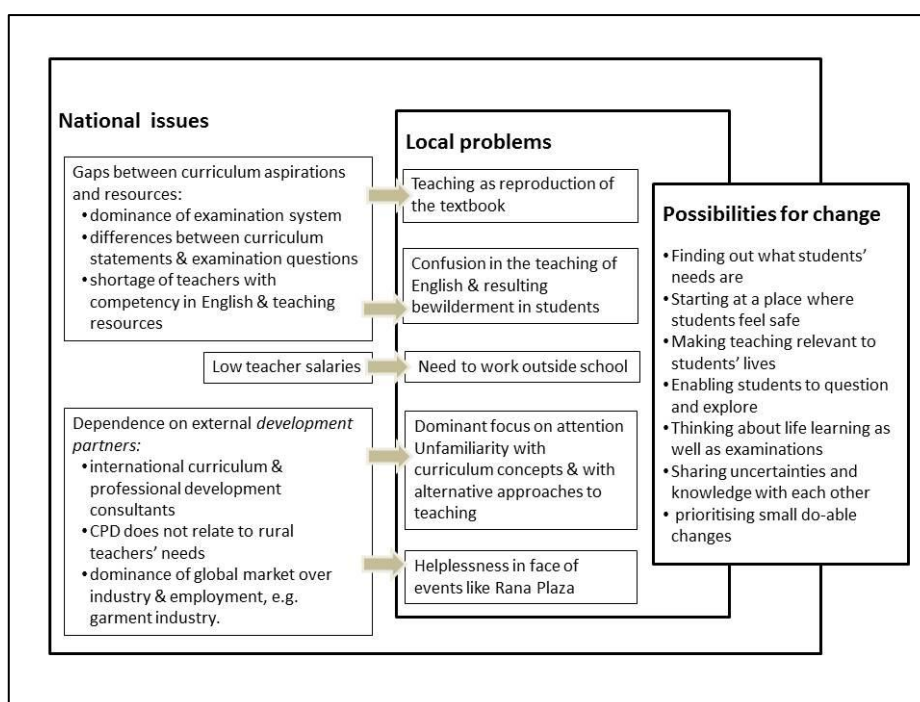 National issues
Gaps between curriculum aspirations
and resources:
• dominance of examination system
• differences between curriculum
statements & examination questions
• shortage of teachers with
competency in English & teaching
resources
Low teacher salaries
Dependence on external development
partners:
• international curriculum &
professional development
consultants
• CPD does not relate to rural
teachers' needs
• dominance of global market over
industry & employment, e.g.
garment industry.
Local problems
Teaching as reproduction of
the textbook
Confusion in the teaching of
English & resulting
bewilderment in students
Need to work outside school
Dominant focus on attention
Unfamiliarity with
curriculum concepts & with
alternative approaches to
teaching
Helplessness in face of
events like Rana Plaza
Possibilities for change
• Finding out what students'
needs are
• Starting at a place where
students feel safe
• Making teaching relevant to
students' lives
• Enabling students to question
and explore
• Thinking about life learning as
well as examinations
• Sharing uncertainties and
knowledge with each other
• prioritising small do-able
changes